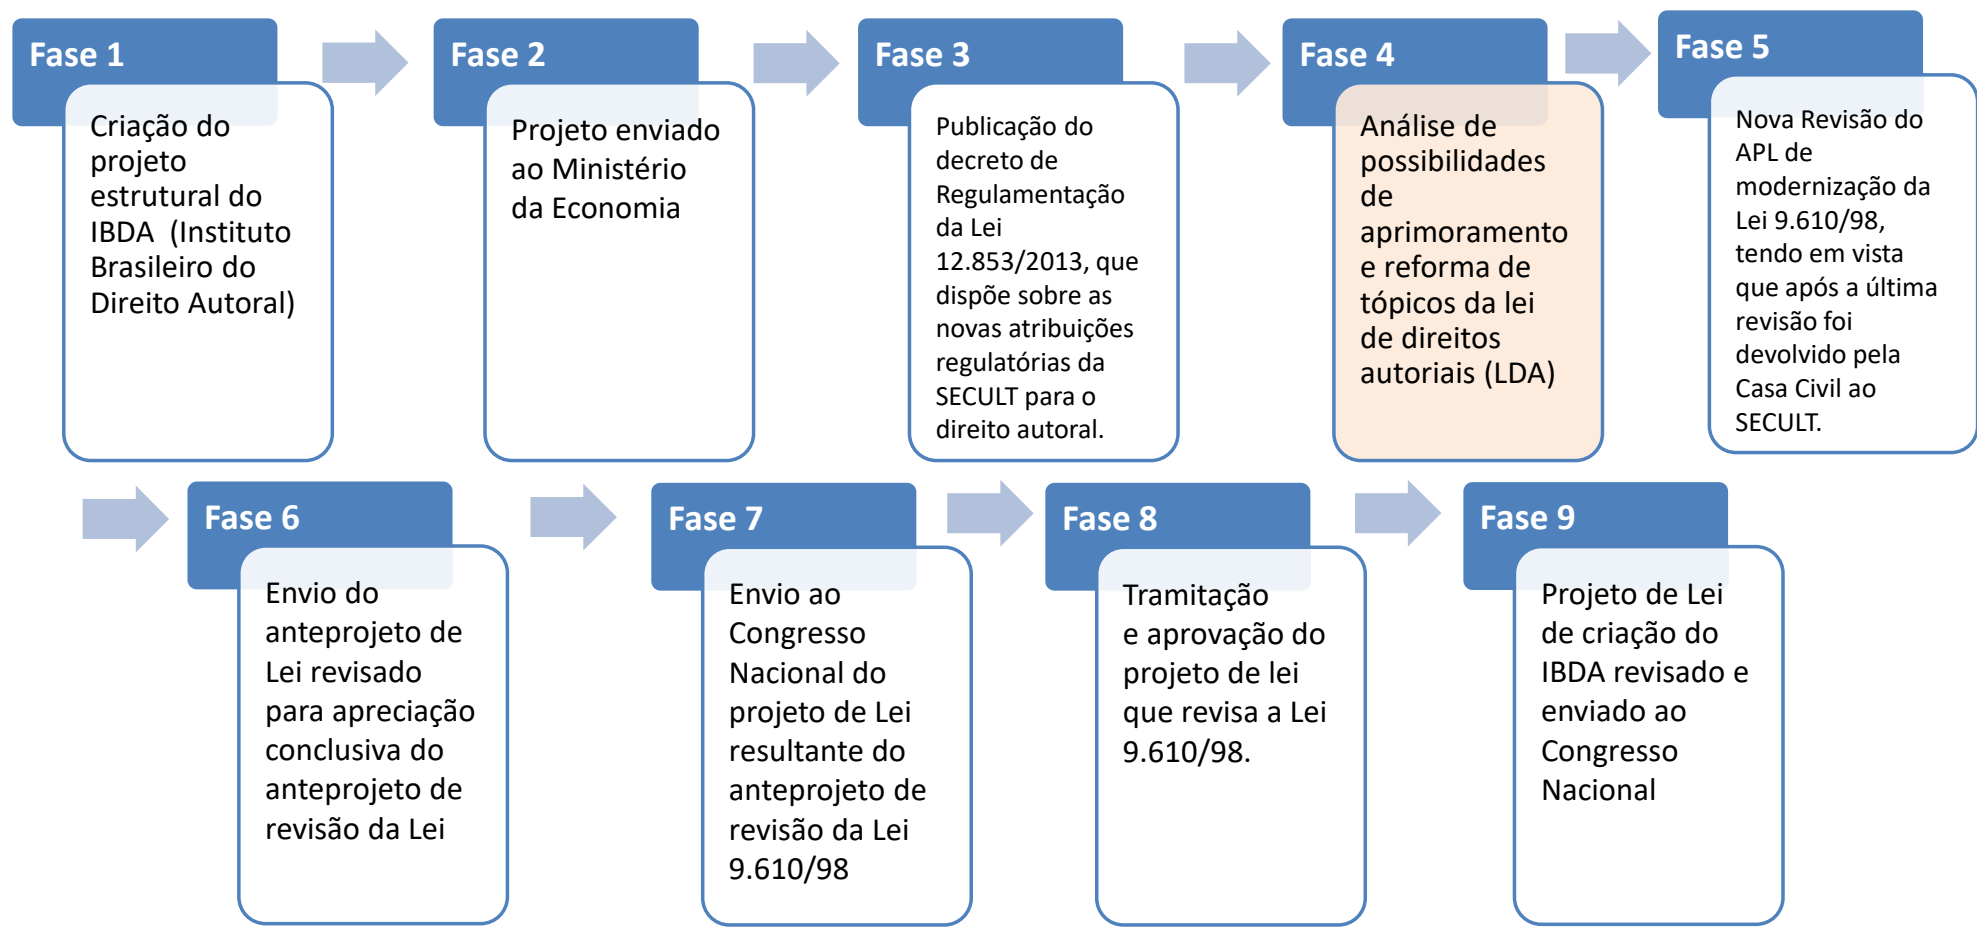 Fase 1
Criação do
projeto
estrutural do
IBDA (Instituto
Brasileiro do
Direito Autoral)
Fase 2
Projeto enviado
ao Ministério
da Economia
Fase 3
Publicação do
decreto de
Regulamentação
da Lei
12.853/2013, que
dispõe sobre as
novas atribuições
regulatórias da
SECULT para o
direito autoral.
Fase 4
Análise de
possibilidades
de
aprimoramento
e reforma de
tópicos da lei
de direitos
autoriais (LDA)
Fase 5
Nova Revisão do
APL de
modernização da
Lei 9.610/98,
tendo em vista
que após a última
revisão foi
devolvido pela
Casa Civil ao
SECULT.
Fase 6
Envio do
anteprojeto de
Lei revisado
para apreciação
conclusiva do
anteprojeto de
revisão da Lei
Fase 7
Envio ao
Congresso
Nacional do
projeto de Lei
resultante do
anteprojeto de
revisão da Lei
9.610/98
Fase 8
Tramitação
e aprovação do
projeto de lei
que revisa a Lei
9.610/98.
Fase 9
Projeto de Lei
de criação do
IBDA revisado e
enviado ao
Congresso
Nacional